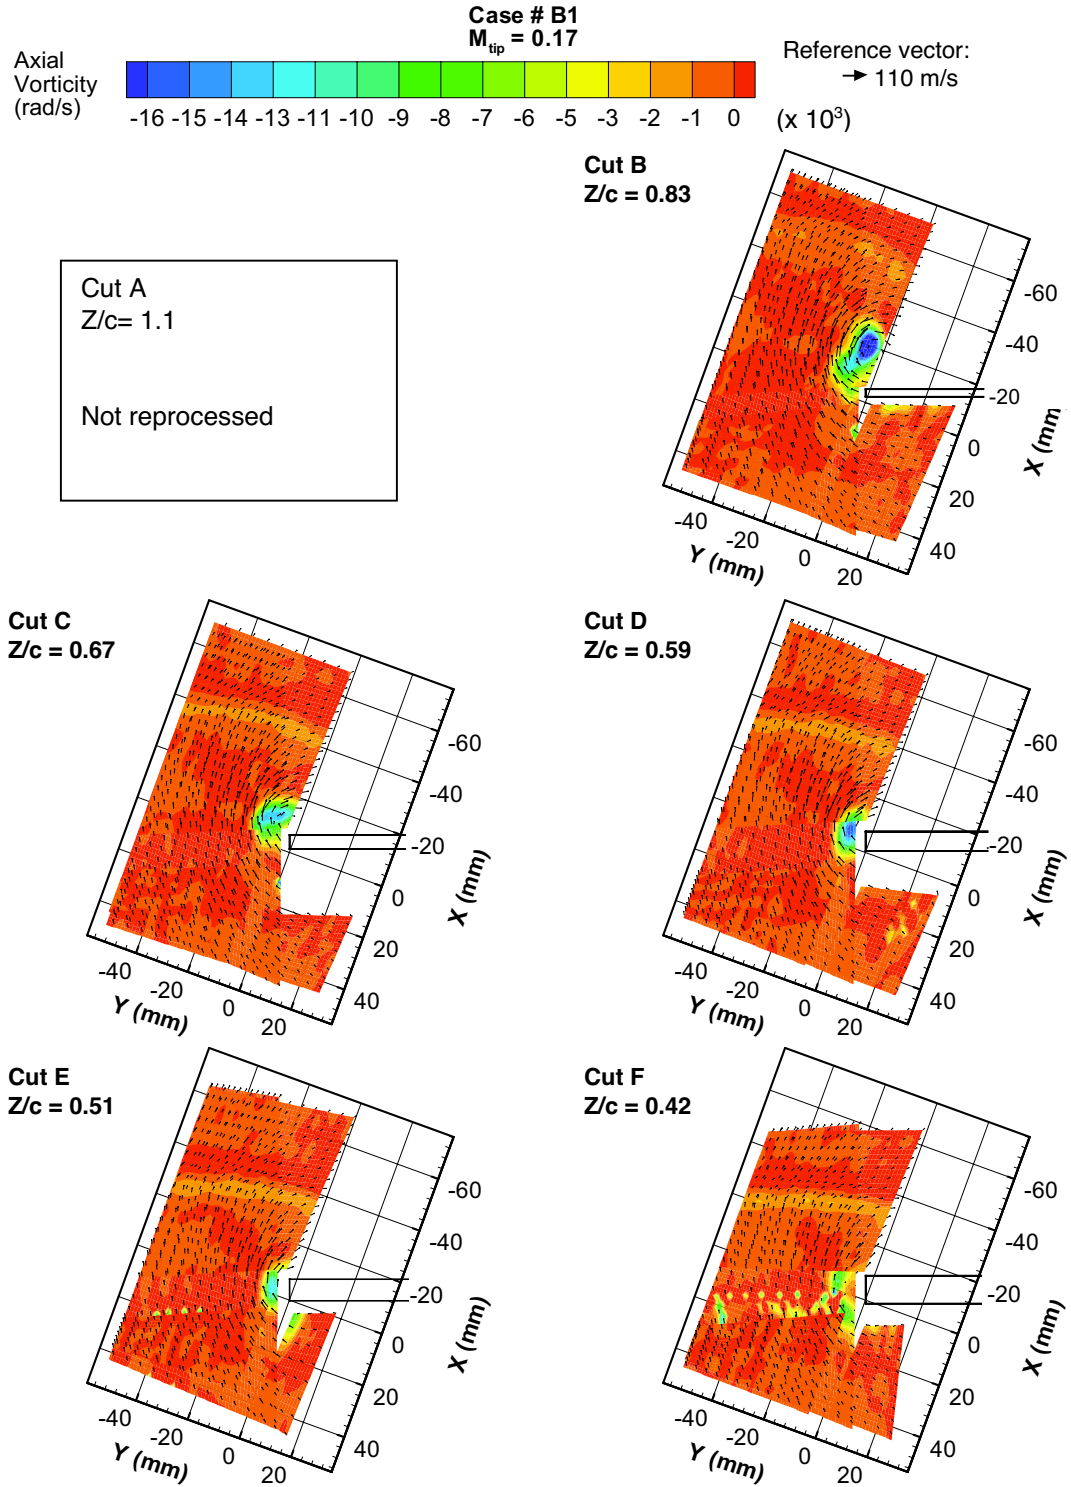 Case # B1
M_tip = 0.17
Axial
Vorticity
(rad/s)
-16 -15 -14 -13 -11 -10 -9 -8 -7 -6 -5 -3 -2 -1 0
(x 10³)
Reference vector:
110 m/s
Cut A
Z/c= 1.1
Not reprocessed
Cut B
Z/c = 0.83
-60
-40
-20
0
20
40
X (mm
-40
-20
0
20
Y (mm)
Cut C
Z/c = 0.67
-60
-40
-20
0
20
40
X (mm)
-40
-20
0
20
Y (mm)
Cut D
Z/c = 0.59
-60
-40
-20
0
20
40
X (mm)
-40
-20
0
20
Y (mm)
Cut E
Z/c = 0.51
-60
-40
-20
0
20
40
X (mm)
-40
-20
0
20
Y (mm)
Cut F
Z/c = 0.42
-60
-40
-20
0
20
40
X (mm)
-40
-20
0
20
Y (mm)